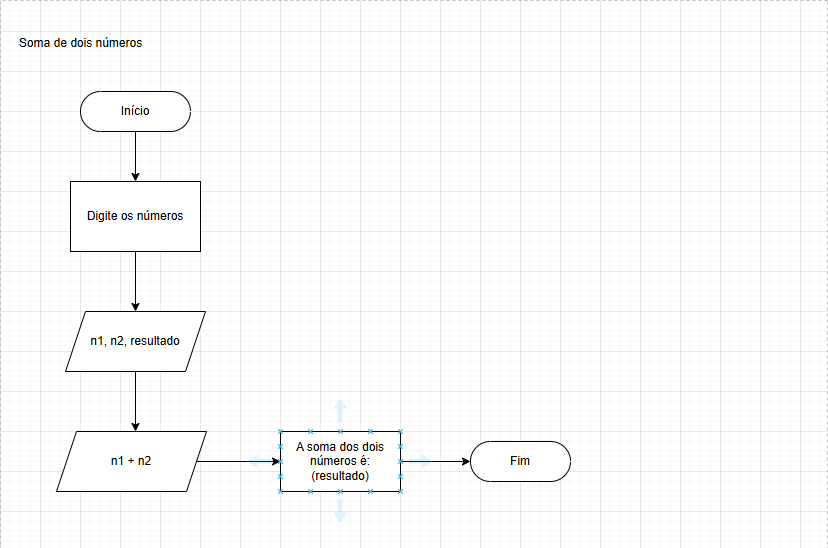 Soma de dois números
Início
Digite os números
n1, n2, resultado
n1 + n2
A soma dos dois
números é:
(resultado)
Fim